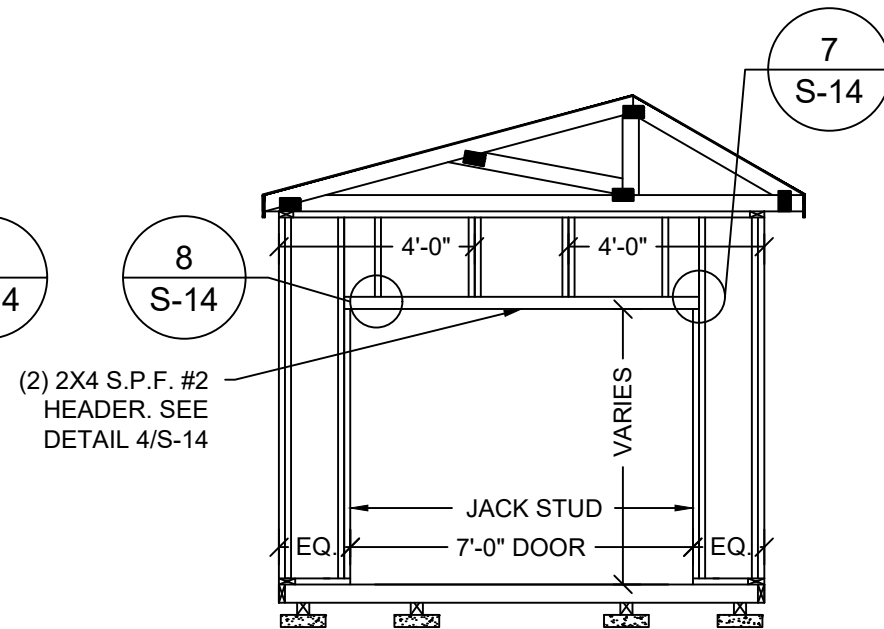 7
S-14
8
S-14
4
4'-0"
4'-0"
(2) 2X4 S.P.F. #2
HEADER. SEE
DETAIL 4/S-14
VARIES
JACK STUD
EQ.
7'-0" DOOR
EQ.